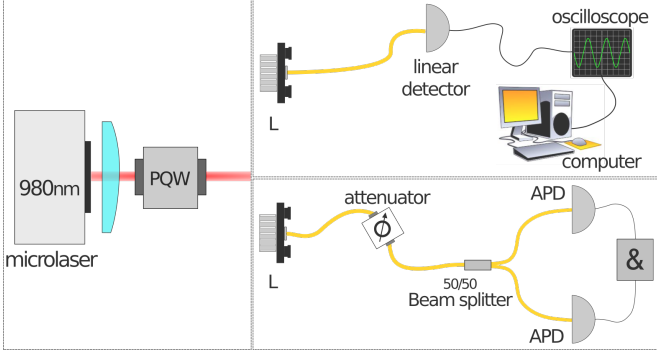 980nm
microlaser
PQW
L
linear
detector
oscilloscope
computer
L
attenuator
Φ
50/50
Beam splitter
APD
APD
&